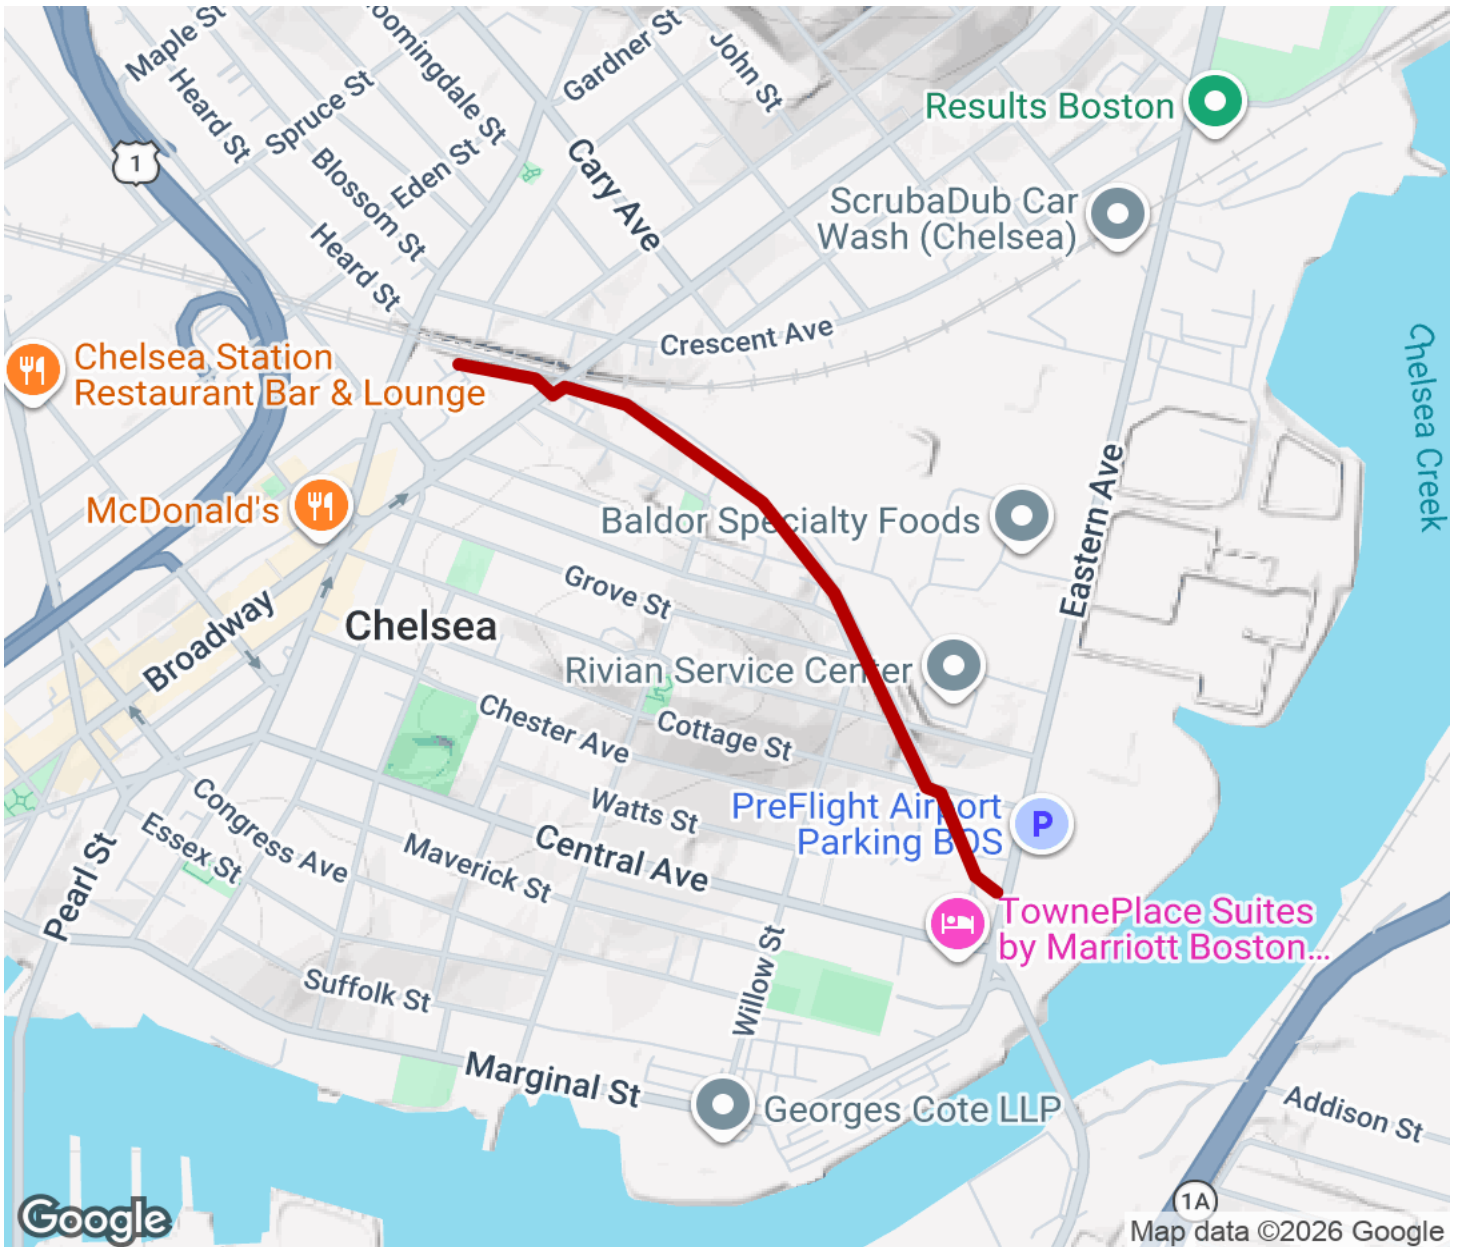 Maple St
Heard St
Spruce St
oomingdale St
Gardner St
John St
Results Boston
1
Blossom St
Eden St
Cary Ave
ScrubaDub Car
Wash (Chelsea)
Heard St
Crescent Ave
Chelsea Station
Restaurant Bar & Lounge
Chelsea Creek
McDonald's
Baldor Specialty Foods
Eastern Ave
Grove St
Chelsea
Broadway
Rivian Service Center
Chester Ave
Cottage St
Watts St
PreFlight Airport
Parking BOS
P
Congress Ave
Essex St
Maverick St
Central Ave
Pearl St
TownePlace Suites
by Marriott Boston...
Suffolk St
Willow St
Marginal St
Georges Cote LLP
Addison St
1A
Google
Map data ©2026 Google